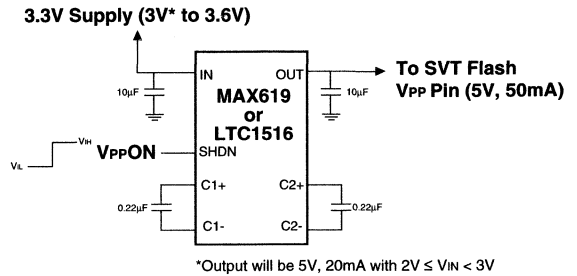 3.3V Supply (3V* to 3.6V)
IN
OUT
10µF
10µF
To SVT Flash
VPP Pin (5V, 50mA)
MAX619
or
LTC1516
VIL
VIH
VPPON
SHDN
C1+
C2+
0.22µF
0.22µF
C1-
C2-
*Output will be 5V, 20mA with 2V ≤ VIN < 3V